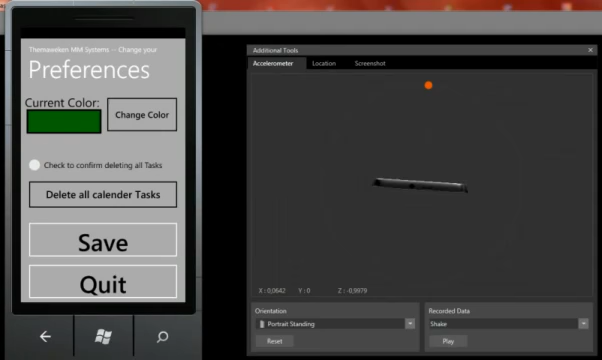 Themaweken MM Systems -- Change your
Preferences
Current Color:
Change Color
Check to confirm deleting all Tasks
Delete all calender Tasks
Save
Quit
Additional Tools
Accelerometer
Location
Screenshot
X : 0,0642
Y : 0
Z : -0,9979
Orientation
Portrait Standing
Reset
Recorded Data
Shake
Play